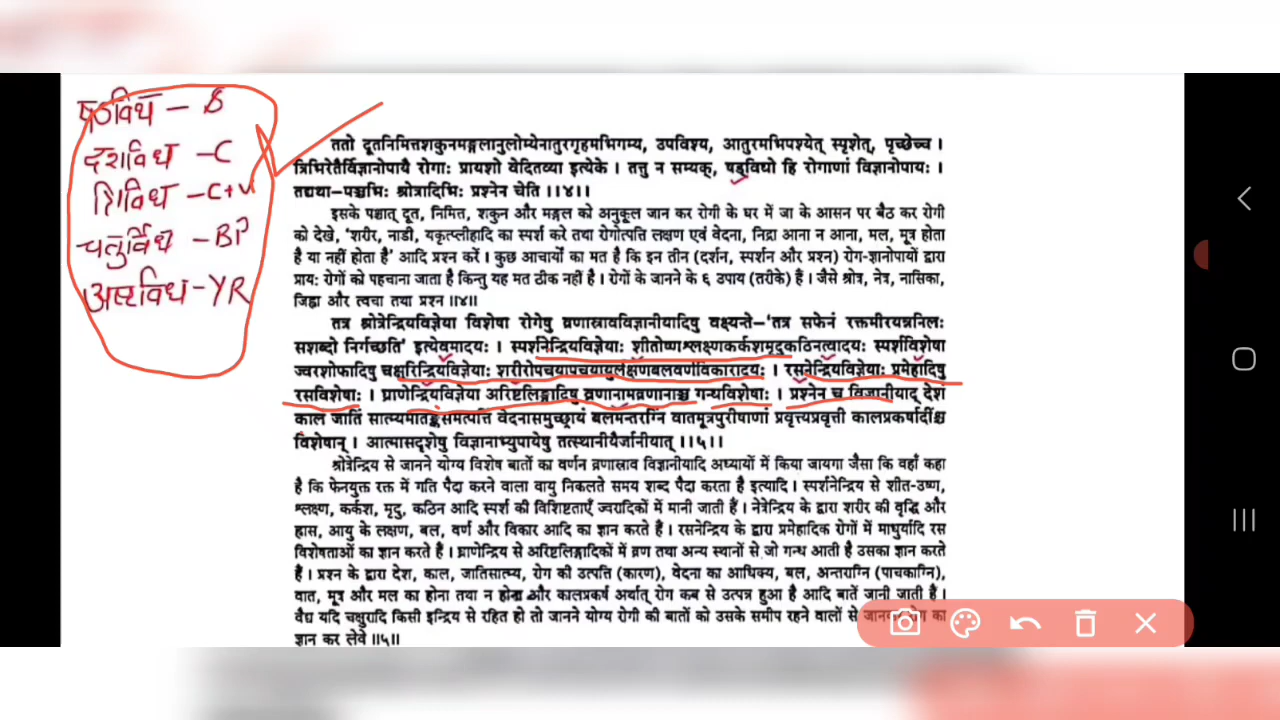 षठविध - S
दशविध - C
त्रिविध - C+V
चतुर्विध - BP
अष्टविध - YR
ततो दूतनिमित्तशकुनमङ्गलानुलोम्येनातुरगृहमभिगम्य, उपविश्य, आतुरमभिपश्येत् स्पृशेत्, पृच्छेच्च ।
त्रिभिरेतैर्विज्ञानोपायै रोगाः प्रायशो वेदितव्या इत्येके । तत्तु न सम्यक्, षड्विधो हि रोगाणां विज्ञानोपायः ।
तद्यथा-पञ्चभिः श्रोत्रादिभिः प्रश्नेन चेति ।।४।।
इसके पश्चात् दूत, निमित्त, शकुन और मङ्गल को अनुकूल जान कर रोगी के घर में जा के आसन पर बैठ कर रोगी
को देखे, 'शरीर, नाडी, यकृत्प्लीहादि का स्पर्श करे तथा रोगोत्पत्ति लक्षण एवं वेदना, निद्रा आना न आना, मल, मूत्र होता
है या नहीं होता है' आदि प्रश्न करें । कुछ आचार्यो का मत है कि इन तीन (दर्शन, स्पर्शन और प्रश्न) रोग-ज्ञानोपायों द्वारा
प्रायः रोगों को पहचाना जाता है किन्तु यह मत ठीक नहीं है । रोगों के जानने के ६ उपाय (तरीके) हैं । जैसे श्रोत्र, नेत्र, नासिका,
जिह्वा और त्वचा तथा प्रश्न ॥४॥
तत्र श्रोत्रेन्द्रियविज्ञेया विशेषा रोगेषु व्रणास्रावविज्ञानीयादिषु वक्ष्यन्ते-'तत्र सफेनं रक्तमीरयन्ननिलः
सशब्दो निर्गच्छति' इत्येवमादयः । स्पर्शनेन्द्रियविज्ञेयाः शीतोष्णश्लक्ष्णकर्कशमृदुकठिनत्वादयः स्पर्शविशेषा
ज्वरशोफादिषु चक्षुरिन्द्रियविज्ञेयाः शरीरोपचयापचयायुर्लक्षणबलवर्णविकारादयः । रसनेन्द्रियविज्ञेयाः प्रमेहादिषु
रसविशेषाः । घ्राणेन्द्रियविज्ञेया अरिष्टलिङ्गादिषु व्रणानामव्रणानाञ्च गन्धविशेषाः । प्रश्नेन च विजानीयाद् देश
कालं जातिं सात्म्यमातङ्कसमुत्पत्तिं वेदनासमुच्छ्रायं बलमन्तरग्निं वातमूत्रपुरीषाणां प्रवृत्त्यप्रवृत्ती कालप्रकर्षादींश्च
विशेषान् । आत्मासदृशेषु विज्ञानाभ्युपायेषु तत्स्थानीयैर्जानीयात् ।।५।।
श्रोत्रेन्द्रिय से जानने योग्य विशेष बातों का वर्णन व्रणास्राव विज्ञानीयादि अध्यायों में किया जायगा जैसा कि वहाँ कहा
है कि फेनयुक्त रक्त में गति पैदा करने वाला वायु निकलते समय शब्द पैदा करता है इत्यादि । स्पर्शनेन्द्रिय से शीत-उष्ण,
श्लक्ष्ण, कर्कश, मृदु, कठिन आदि स्पर्श की विशिष्टताएँ ज्वरादिकों में मानी जाती हैं । नेत्रेन्द्रिय के द्वारा शरीर की वृद्धि और
ह्रास, आयु के लक्षण, बल, वर्ण और विकार आदि का ज्ञान करते हैं । रसनेन्द्रिय के द्वारा प्रमेहादिक रोगों में माधुर्यादि रस
विशेषताओं का ज्ञान करते हैं । घ्राणेन्द्रिय से अरिष्टलिङ्गादिकों में व्रण तथा अन्य स्थानों से जो गन्ध आती है उसका ज्ञान करते
हैं । प्रश्न के द्वारा देश, काल, जातिसात्म्य, रोग की उत्पत्ति (कारण), वेदना का आधिक्य, बल, अन्तराग्नि (पाचकाग्नि),
वात, मूत्र और मल का होना तथा न होना और कालप्रकर्ष अर्थात् रोग कब से उत्पन्न हुआ है आदि बातें जानी जाती हैं ।
वैद्य यदि चक्षुरादि किसी इन्द्रिय से रहित हो तो जानने योग्य रोगी की बातों को उसके समीप रहने वालों से जानकर रोग का
ज्ञान कर लेवे ॥५॥